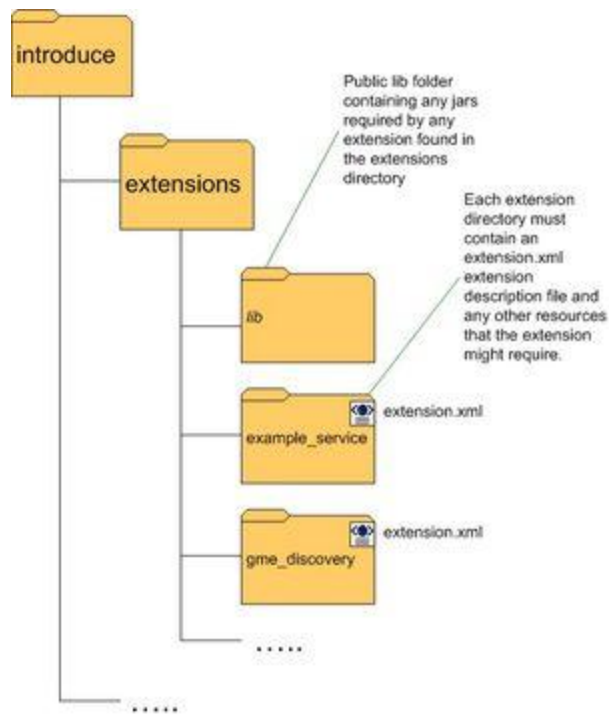 introduce
Public lib folder
containing any jars
required by any
extension found in
the extensions
directory
extensions
Each extension
directory must
contain an
extension.xml
extension
description file and
any other resources
that the extension
might require.
lib
extension.xml
example_service
extension.xml
gme_discovery
.....
.....